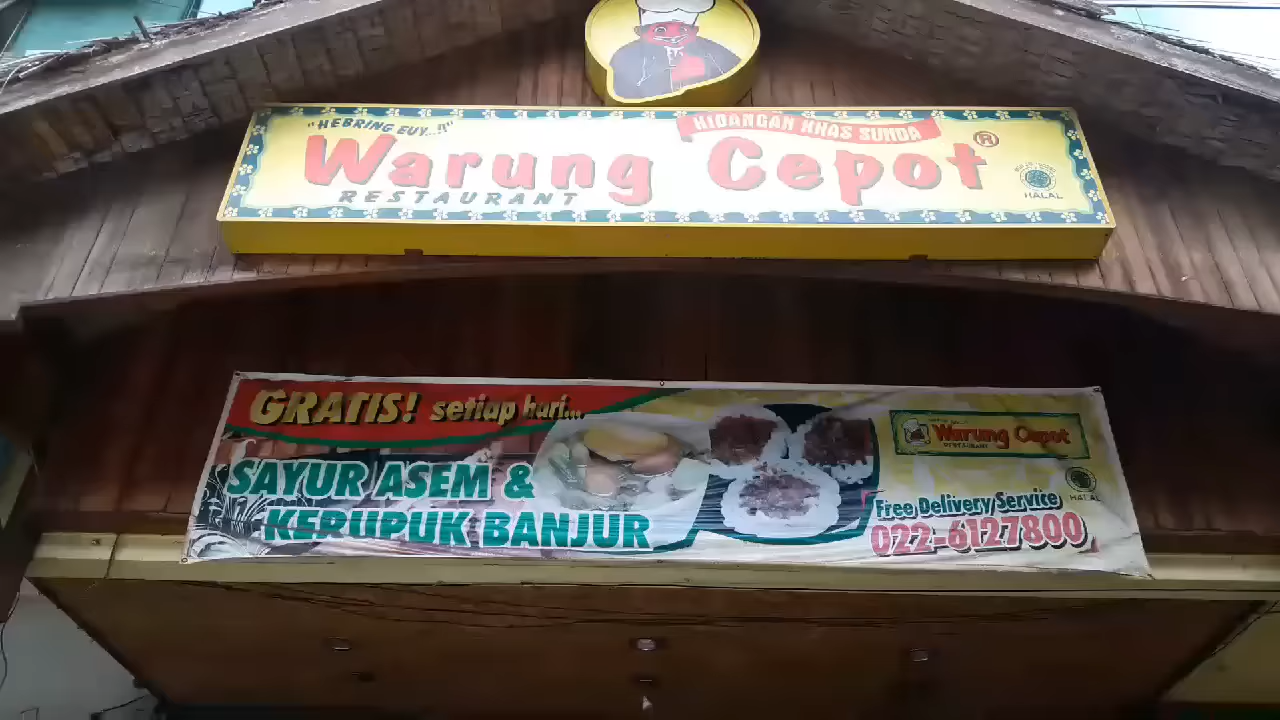 "HEBRING EUY...!!"
HIDANGAN KHAS SUNDA
Warung Cepot ®
RESTAURANT
HALAL
GRATIS! setiap hari...
SAYUR ASEM &
KERUPUK BANJUR
Warung Cepot
RESTAURANT
HALAL
Free Delivery Service
022-6127800